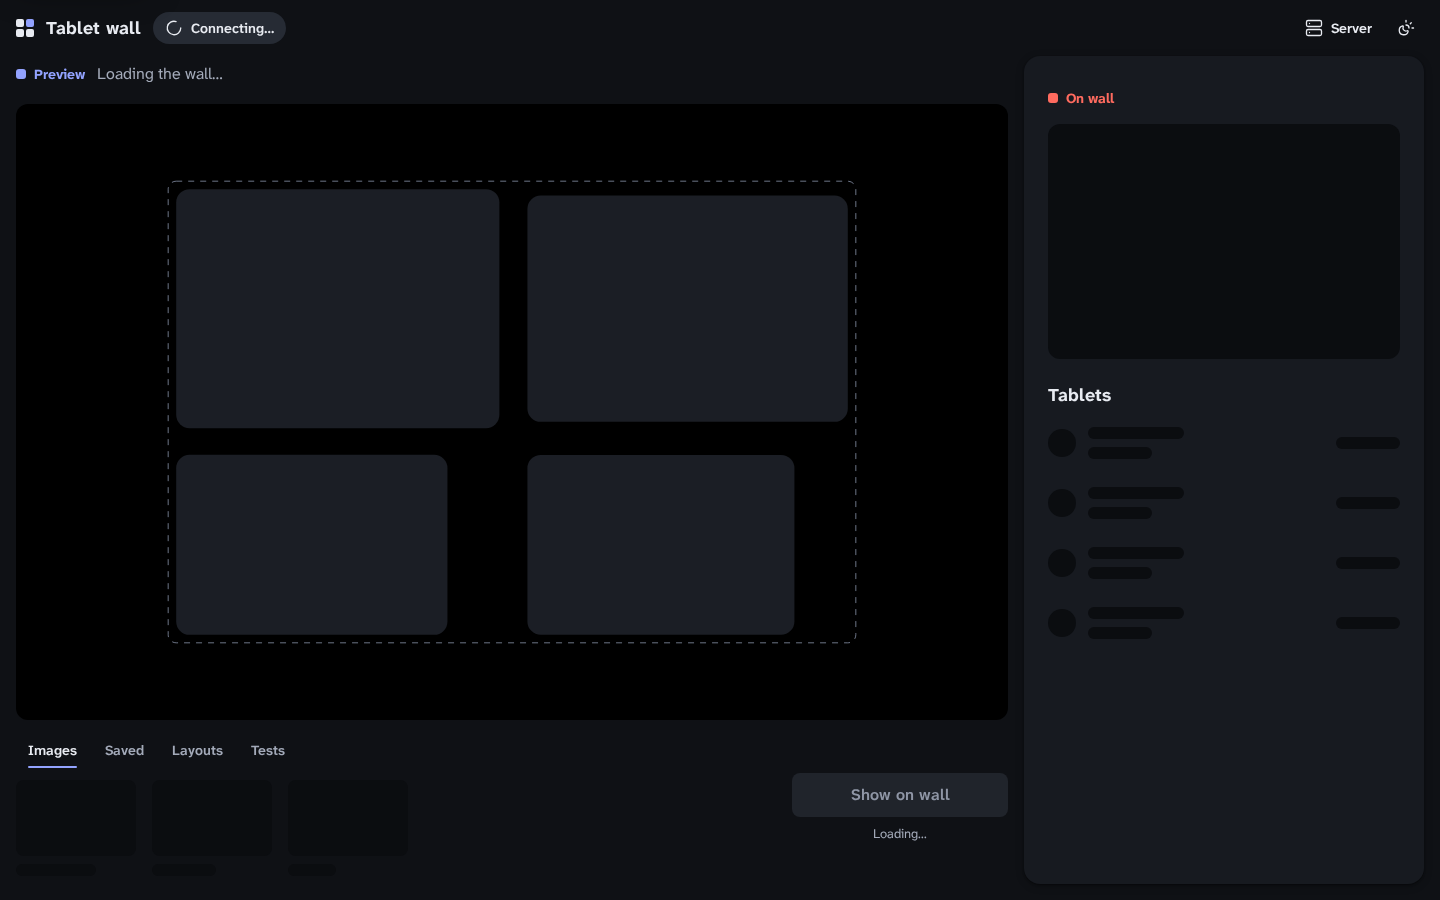 Tablet wall
Connecting...
Server
Preview
Loading the wall...
On wall
Tablets
Images
Saved
Layouts
Tests
Show on wall
Loading...